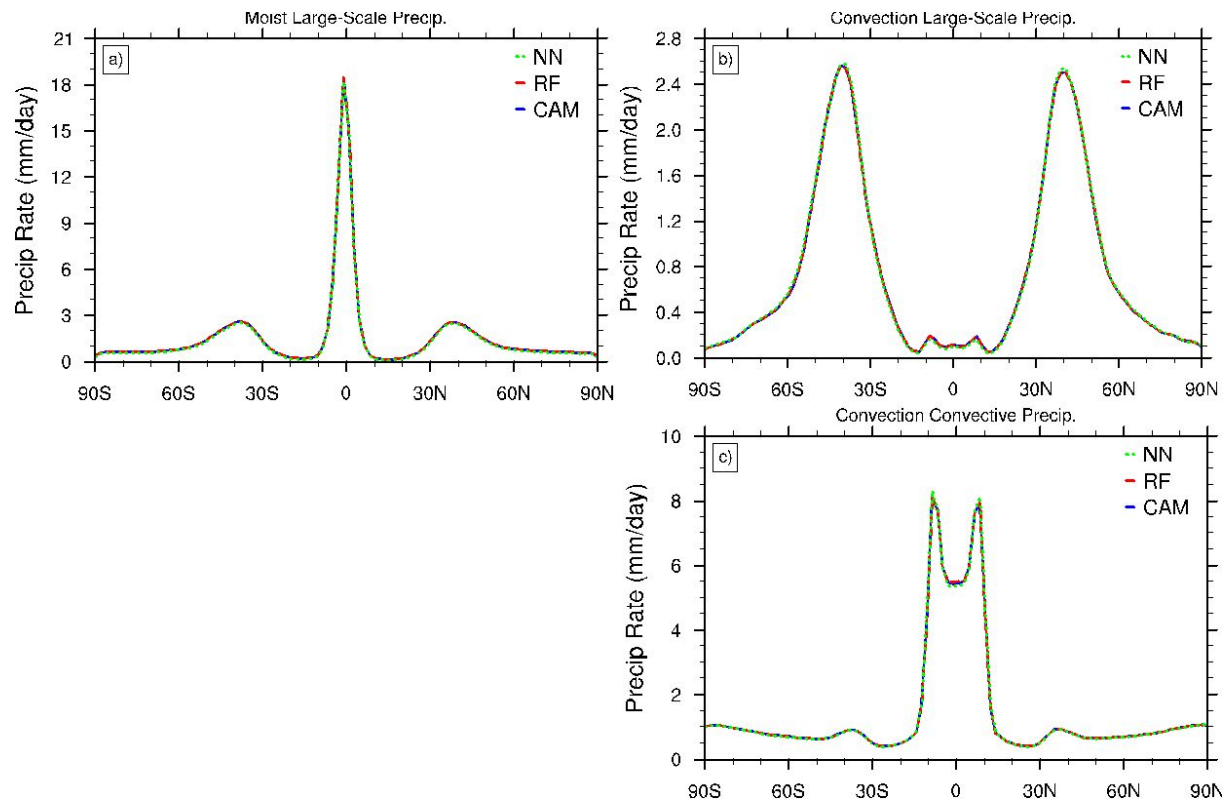 Moist Large-Scale Precip.
a)
NN
RF
CAM
Precip Rate (mm/day)
21
18
15
12
9
6
3
0
90S 60S 30S 0 30N 60N 90N
Convection Large-Scale Precip.
b)
NN
RF
CAM
Precip Rate (mm/day)
2.8
2.4
2.0
1.6
1.2
0.8
0.4
0.0
90S 60S 30S 0 30N 60N 90N
Convection Convective Precip.
c)
NN
RF
CAM
Precip Rate (mm/day)
10
8
6
4
2
0
90S 60S 30S 0 30N 60N 90N